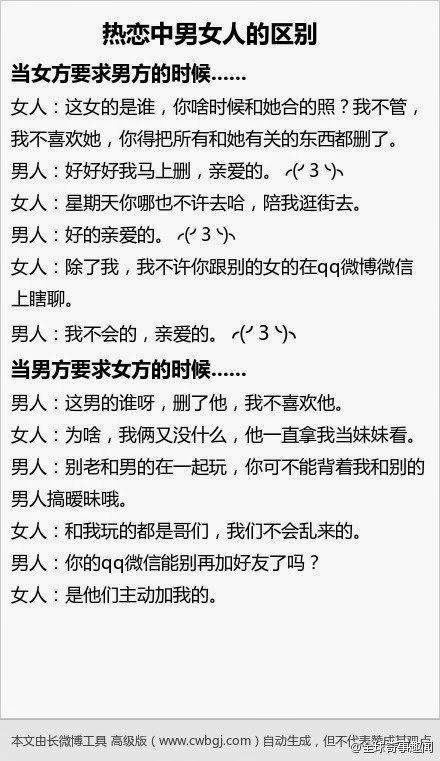 热恋中男女人的区别
当女方要求男方的时候......
女人：这女的是谁，你啥时候和她合的照？我不管，
我不喜欢她，你得把所有和她有关的东西都删了。
男人：好好好我马上删，亲爱的。╭(╯3╰)╮
女人：星期天你哪也不许去哈，陪我逛街去。
男人：好的亲爱的。╭(╯3╰)╮
女人：除了我，我不许你跟别的女的在qq微博微信
上瞎聊。
男人：我不会的，亲爱的。╭(╯3╰)╮
当男方要求女方的时候......
男人：这男的谁呀，删了他，我不喜欢他。
女人：为啥，我俩又没什么，他一直拿我当妹妹看。
男人：别老和男的在一起玩，你可不能背着我和别的
男人搞暧昧哦。
女人：和我玩的都是哥们，我们不会乱来的。
男人：你的qq微信能别再加好友了吗？
女人：是他们主动加我的。
本文由长微博工具 高级版（www.cwbgj.com）自动生成，但不代表赞成其观点
@全球奇事趣闻